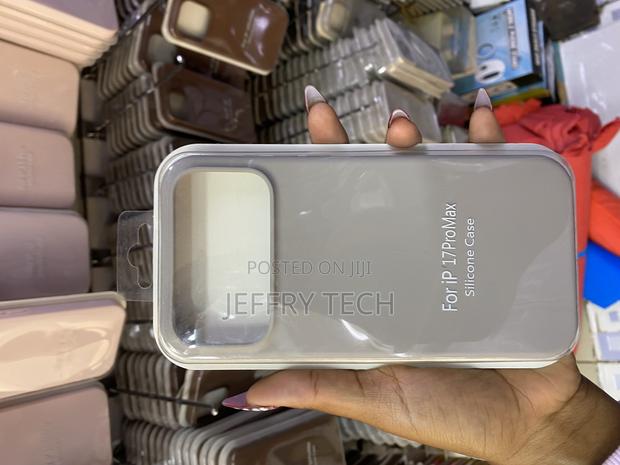 POSTED ON JIJI
JEFFRY TECH
For iP 17ProMax
Silicone Case